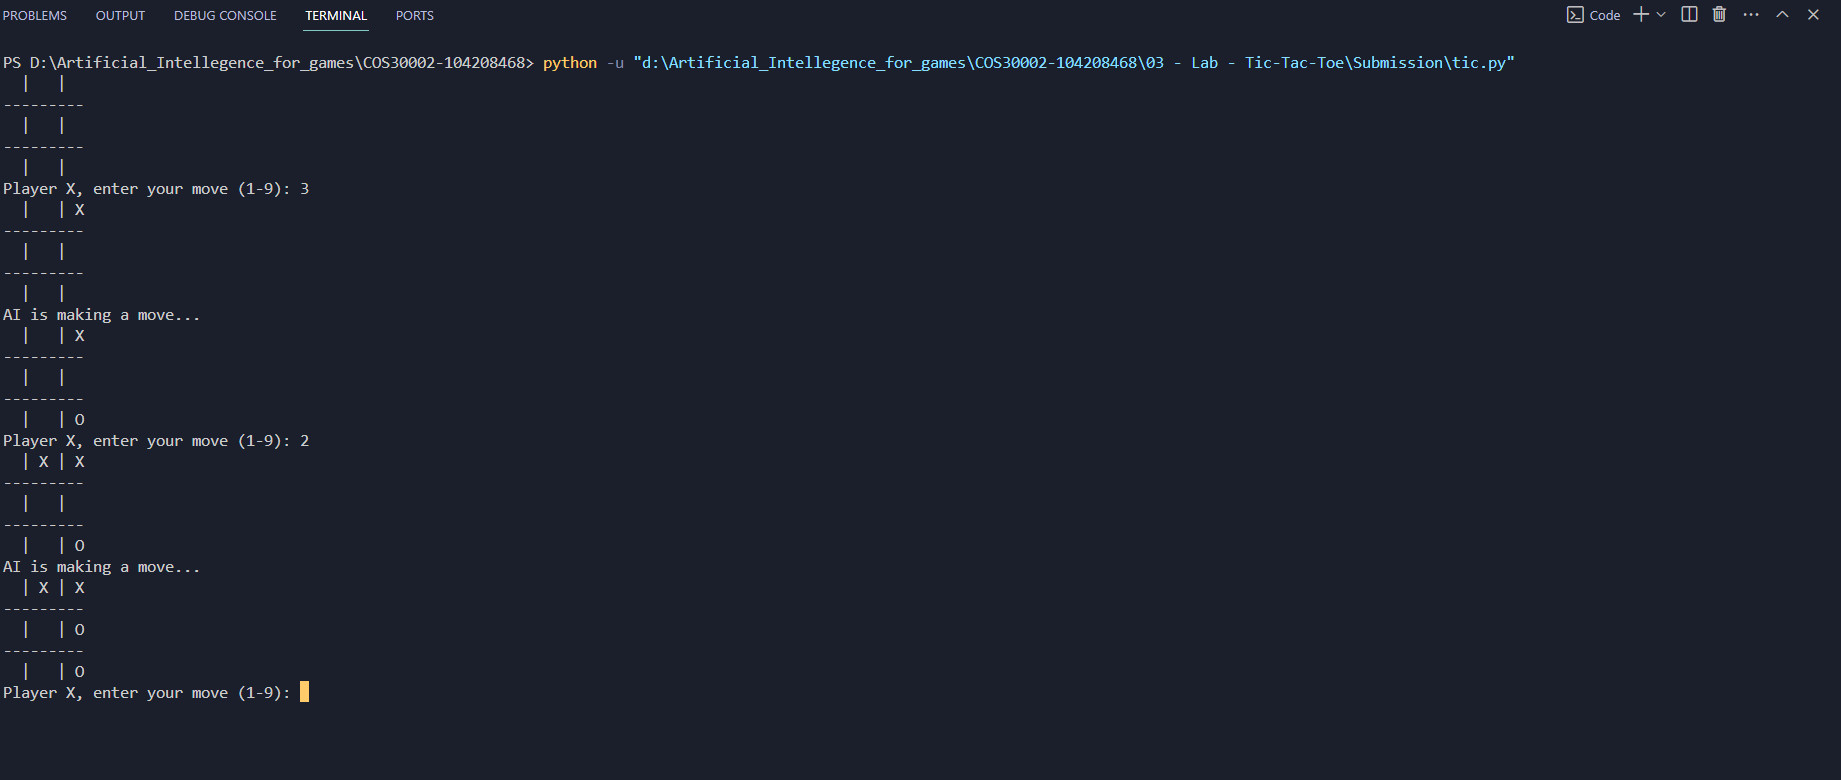 PROBLEMS OUTPUT DEBUG CONSOLE TERMINAL PORTS Code
PS D:\Artificial_Intellegence_for_games\COS30002-104208468> python -u "d:\Artificial_Intellegence_for_games\COS30002-104208468\03 - Lab - Tic-Tac-Toe\Submission\tic.py"
  |   |  
---------
  |   |  
---------
  |   |  
Player X, enter your move (1-9): 3
  |   | X
---------
  |   |  
---------
  |   |  
AI is making a move...
  |   | X
---------
  |   |  
---------
  |   | O
Player X, enter your move (1-9): 2
  | X | X
---------
  |   |  
---------
  |   | O
AI is making a move...
  | X | X
---------
  |   | O
---------
  |   | O
Player X, enter your move (1-9):